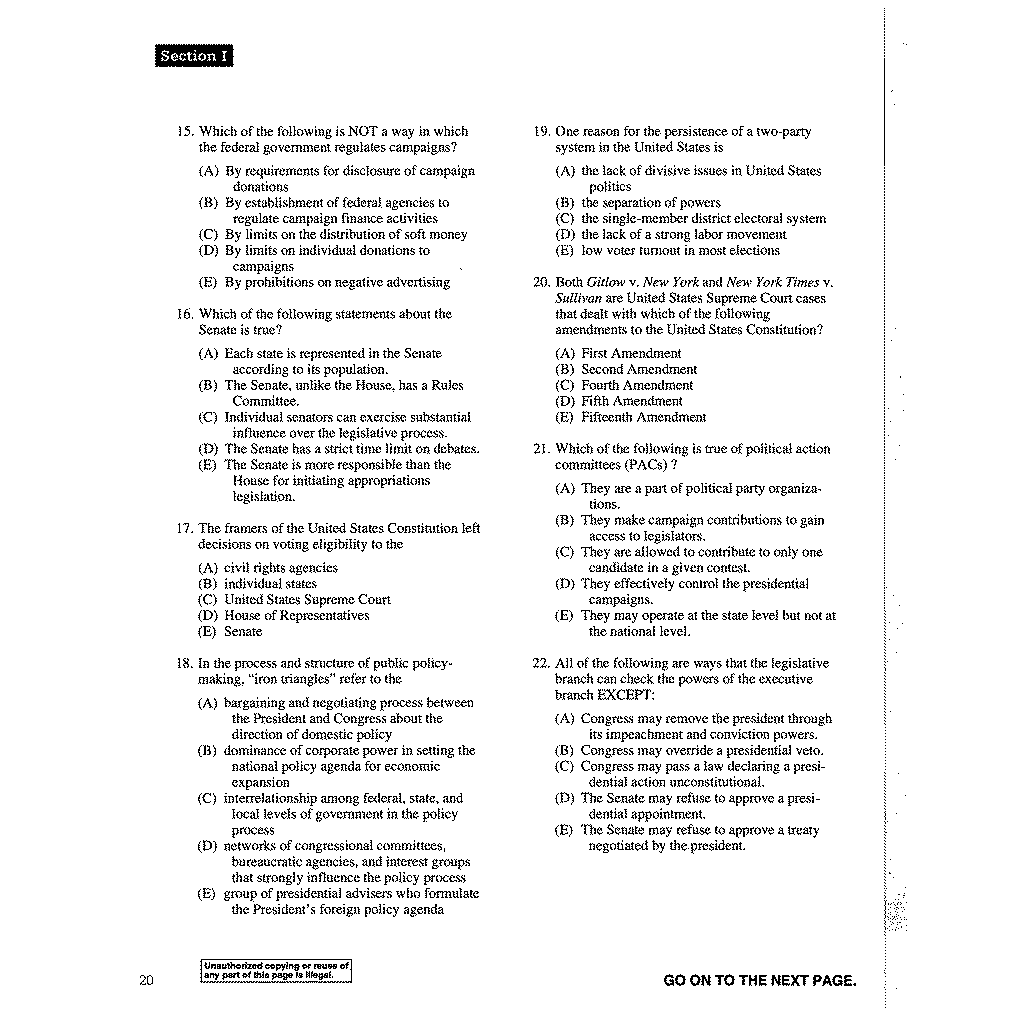 Section I
15. Which of the following is NOT a way in which
the federal government regulates campaigns?
(A) By requirements for disclosure of campaign
donations
(B) By establishment of federal agencies to
regulate campaign finance activities
(C) By limits on the distribution of soft money
(D) By limits on individual donations to
campaigns
(E) By prohibitions on negative advertising
16. Which of the following statements about the
Senate is true?
(A) Each state is represented in the Senate
according to its population.
(B) The Senate, unlike the House, has a Rules
Committee.
(C) Individual senators can exercise substantial
influence over the legislative process.
(D) The Senate has a strict time limit on debates.
(E) The Senate is more responsible than the
House for initiating appropriations
legislation.
17. The framers of the United States Constitution left
decisions on voting eligibility to the
(A) civil rights agencies
(B) individual states
(C) United States Supreme Court
(D) House of Representatives
(E) Senate
18. In the process and structure of public policy-
making, "iron triangles" refer to the
(A) bargaining and negotiating process between
the President and Congress about the
direction of domestic policy
(B) dominance of corporate power in setting the
national policy agenda for economic
expansion
(C) interrelationship among federal, state, and
local levels of government in the policy
process
(D) networks of congressional committees,
bureaucratic agencies, and interest groups
that strongly influence the policy process
(E) group of presidential advisers who formulate
the President's foreign policy agenda
19. One reason for the persistence of a two-party
system in the United States is
(A) the lack of divisive issues in United States
politics
(B) the separation of powers
(C) the single-member district electoral system
(D) the lack of a strong labor movement
(E) low voter turnout in most elections
20. Both Gitlow v. New York and New York Times v.
Sullivan are United States Supreme Court cases
that dealt with which of the following
amendments to the United States Constitution?
(A) First Amendment
(B) Second Amendment
(C) Fourth Amendment
(D) Fifth Amendment
(E) Fifteenth Amendment
21. Which of the following is true of political action
committees (PACs) ?
(A) They are a part of political party organiza-
tions.
(B) They make campaign contributions to gain
access to legislators.
(C) They are allowed to contribute to only one
candidate in a given contest.
(D) They effectively control the presidential
campaigns.
(E) They may operate at the state level but not at
the national level.
22. All of the following are ways that the legislative
branch can check the powers of the executive
branch EXCEPT:
(A) Congress may remove the president through
its impeachment and conviction powers.
(B) Congress may override a presidential veto.
(C) Congress may pass a law declaring a presi-
dential action unconstitutional.
(D) The Senate may refuse to approve a presi-
dential appointment.
(E) The Senate may refuse to approve a treaty
negotiated by the president.
Unauthorized copying or reuse of
any part of this page is illegal.
20
GO ON TO THE NEXT PAGE.